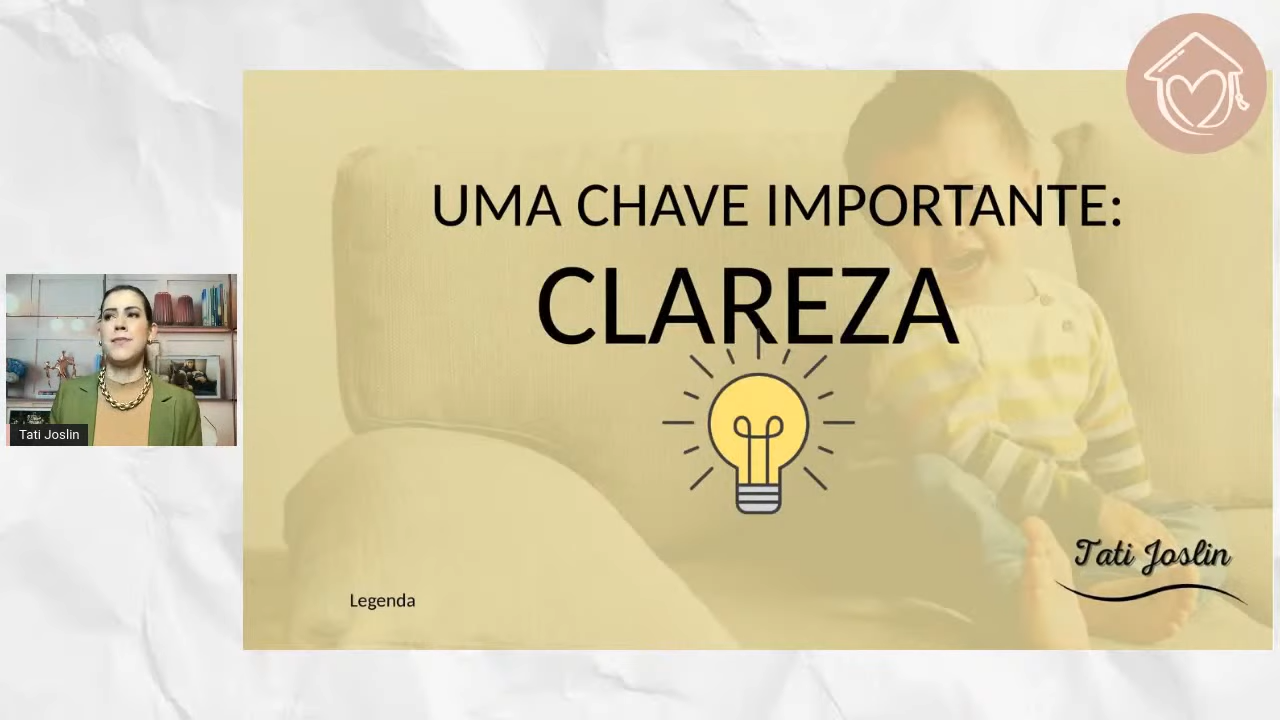 UMA CHAVE IMPORTANTE:
CLAREZA
Tati Joslin
Tati Joslin
Legenda